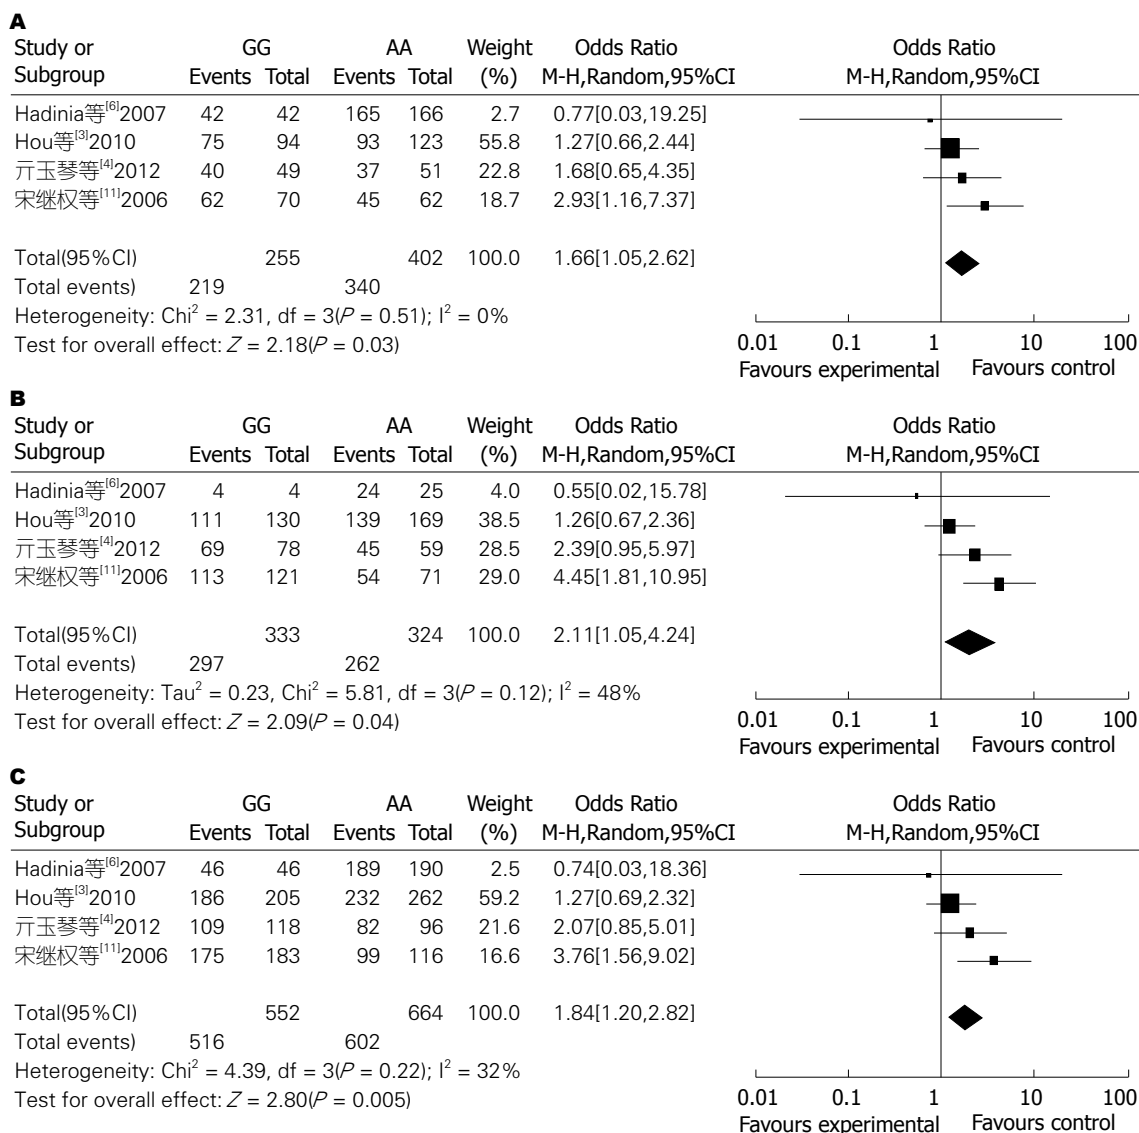 A
Study or GG AA Weight Odds Ratio Odds Ratio
Subgroup Events Total Events Total (%) M-H,Random,95%CI M-H,Random,95%CI
Hadinia等[6]2007 42 42 165 166 2.7 0.77[0.03,19.25]
Hou等[3]2010 75 94 93 123 55.8 1.27[0.66,2.44]
亓玉琴等[4]2012 40 49 37 51 22.8 1.68[0.65,4.35]
宋继权等[11]2006 62 70 45 62 18.7 2.93[1.16,7.37]
Total(95%CI) 255 402 100.0 1.66[1.05,2.62]
Total events) 219 340
Heterogeneity: Chi² = 2.31, df = 3(P = 0.51); I² = 0%
Test for overall effect: Z = 2.18(P = 0.03)
0.01 0.1 1 10 100
Favours experimental Favours control
B
Study or GG AA Weight Odds Ratio Odds Ratio
Subgroup Events Total Events Total (%) M-H,Random,95%CI M-H,Random,95%CI
Hadinia等[6]2007 4 4 24 25 4.0 0.55[0.02,15.78]
Hou等[3]2010 111 130 139 169 38.5 1.26[0.67,2.36]
亓玉琴等[4]2012 69 78 45 59 28.5 2.39[0.95,5.97]
宋继权等[11]2006 113 121 54 71 29.0 4.45[1.81,10.95]
Total(95%CI) 333 324 100.0 2.11[1.05,4.24]
Total events) 297 262
Heterogeneity: Tau² = 0.23, Chi² = 5.81, df = 3(P = 0.12); I² = 48%
Test for overall effect: Z = 2.09(P = 0.04)
0.01 0.1 1 10 100
Favours experimental Favours control
C
Study or GG AA Weight Odds Ratio Odds Ratio
Subgroup Events Total Events Total (%) M-H,Random,95%CI M-H,Random,95%CI
Hadinia等[6]2007 46 46 189 190 2.5 0.74[0.03,18.36]
Hou等[3]2010 186 205 232 262 59.2 1.27[0.69,2.32]
亓玉琴等[4]2012 109 118 82 96 21.6 2.07[0.85,5.01]
宋继权等[11]2006 175 183 99 116 16.6 3.76[1.56,9.02]
Total(95%CI) 552 664 100.0 1.84[1.20,2.82]
Total events) 516 602
Heterogeneity: Chi² = 4.39, df = 3(P = 0.22); I² = 32%
Test for overall effect: Z = 2.80(P = 0.005)
0.01 0.1 1 10 100
Favours experimental Favours control